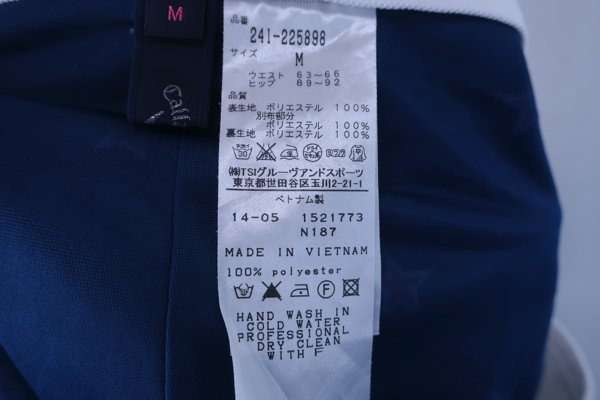 M
品番
241-225898
サイズ
M
ウエスト 63~66
ヒップ 89~92
品質
表生地 ポリエステル 100%
別布部分
ポリエステル 100%
裏生地 ポリエステル 100%
㈱TSIグルーヴアンドスポーツ
東京都世田谷区玉川2-21-1
ベトナム製
14-05 1521773
N187
MADE IN VIETNAM
100% polyester
HAND WASH IN
COLD WATER
PROFESSIONAL
DRY CLEAN
WITH F